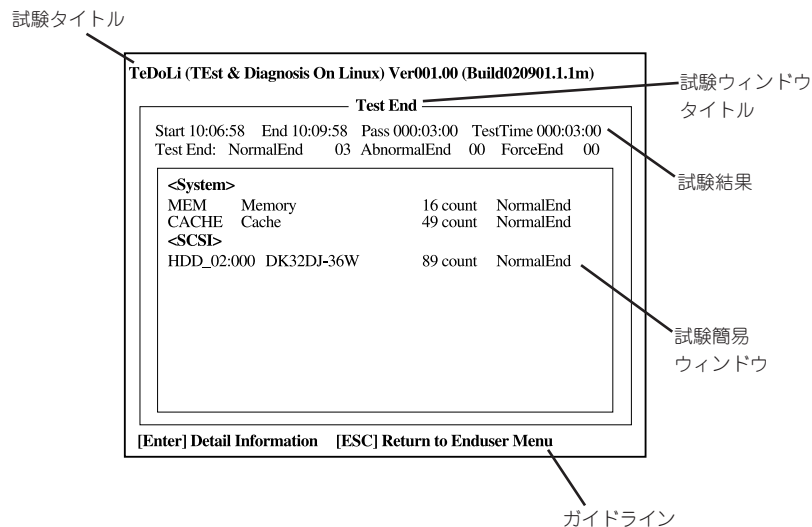 試験タイトル
TeDoLi (TEst & Diagnosis On Linux) Ver001.00 (Build020901.1.1m)
試験ウィンドウ
タイトル
Test End
Start 10:06:58 End 10:09:58 Pass 000:03:00 TestTime 000:03:00
Test End: NormalEnd 03 AbnormalEnd 00 ForceEnd 00
試験結果
<System>
MEM Memory 16 count NormalEnd
CACHE Cache 49 count NormalEnd
<SCSI>
HDD_02:000 DK32DJ-36W 89 count NormalEnd
試験簡易
ウィンドウ
[Enter] Detail Information [ESC] Return to Enduser Menu
ガイドライン